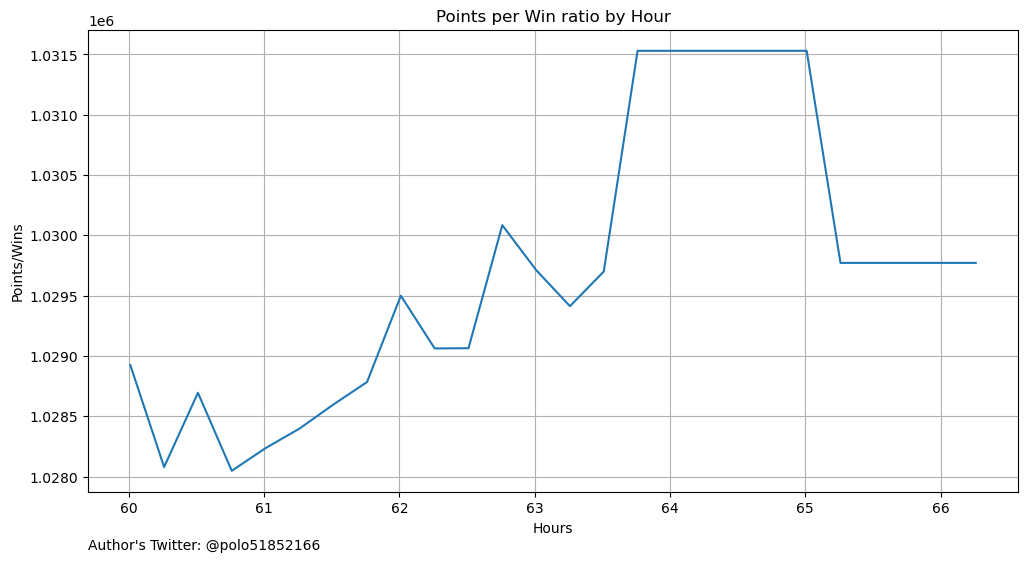 Points per Win ratio by Hour
1e6
1.0315
1.0310
1.0305
1.0300
1.0295
1.0290
1.0285
1.0280
Points/Wins
60 61 62 63 64 65 66
Hours
Author's Twitter: @polo51852166